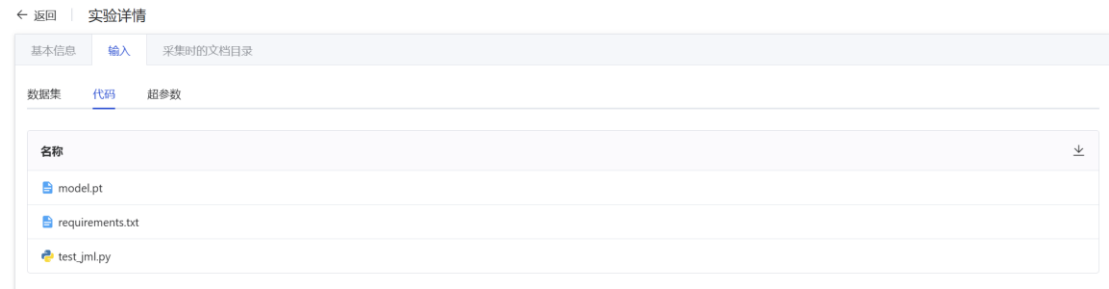 返回 实验详情
基本信息 输入 采集时的文档目录
数据集 代码 超参数
名称
model.pt
requirements.txt
test_jml.py